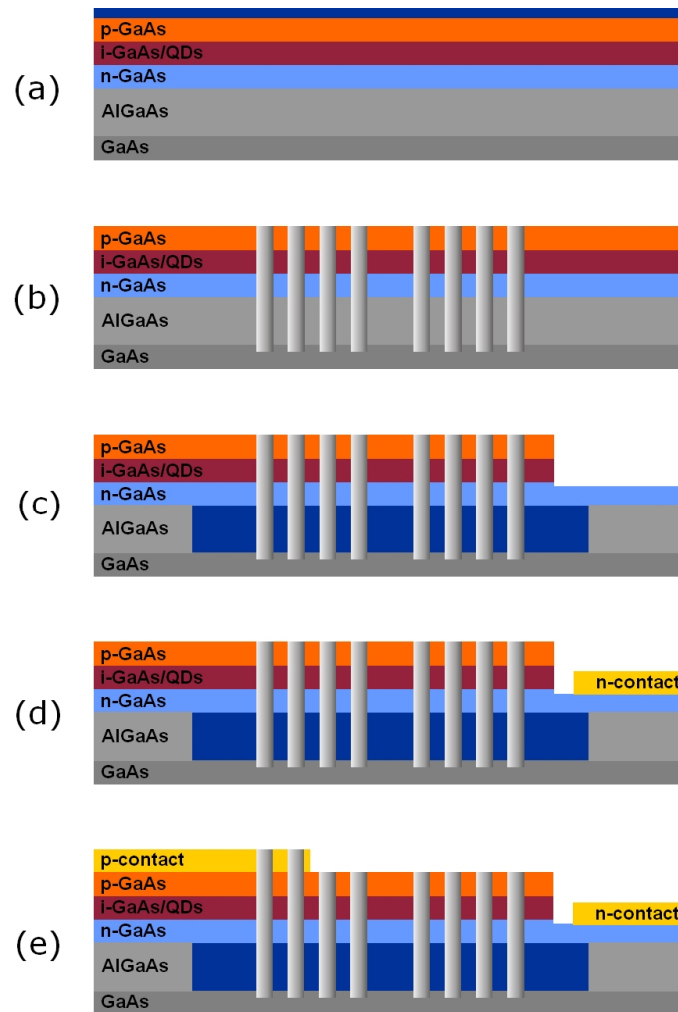 (a)
p-GaAs
i-GaAs/QDs
n-GaAs
AlGaAs
GaAs
(b)
p-GaAs
i-GaAs/QDs
n-GaAs
AlGaAs
GaAs
(c)
p-GaAs
i-GaAs/QDs
n-GaAs
AlGaAs
GaAs
(d)
p-GaAs
i-GaAs/QDs
n-contact
n-GaAs
AlGaAs
GaAs
(e)
p-contact
p-GaAs
i-GaAs/QDs
n-contact
n-GaAs
AlGaAs
GaAs